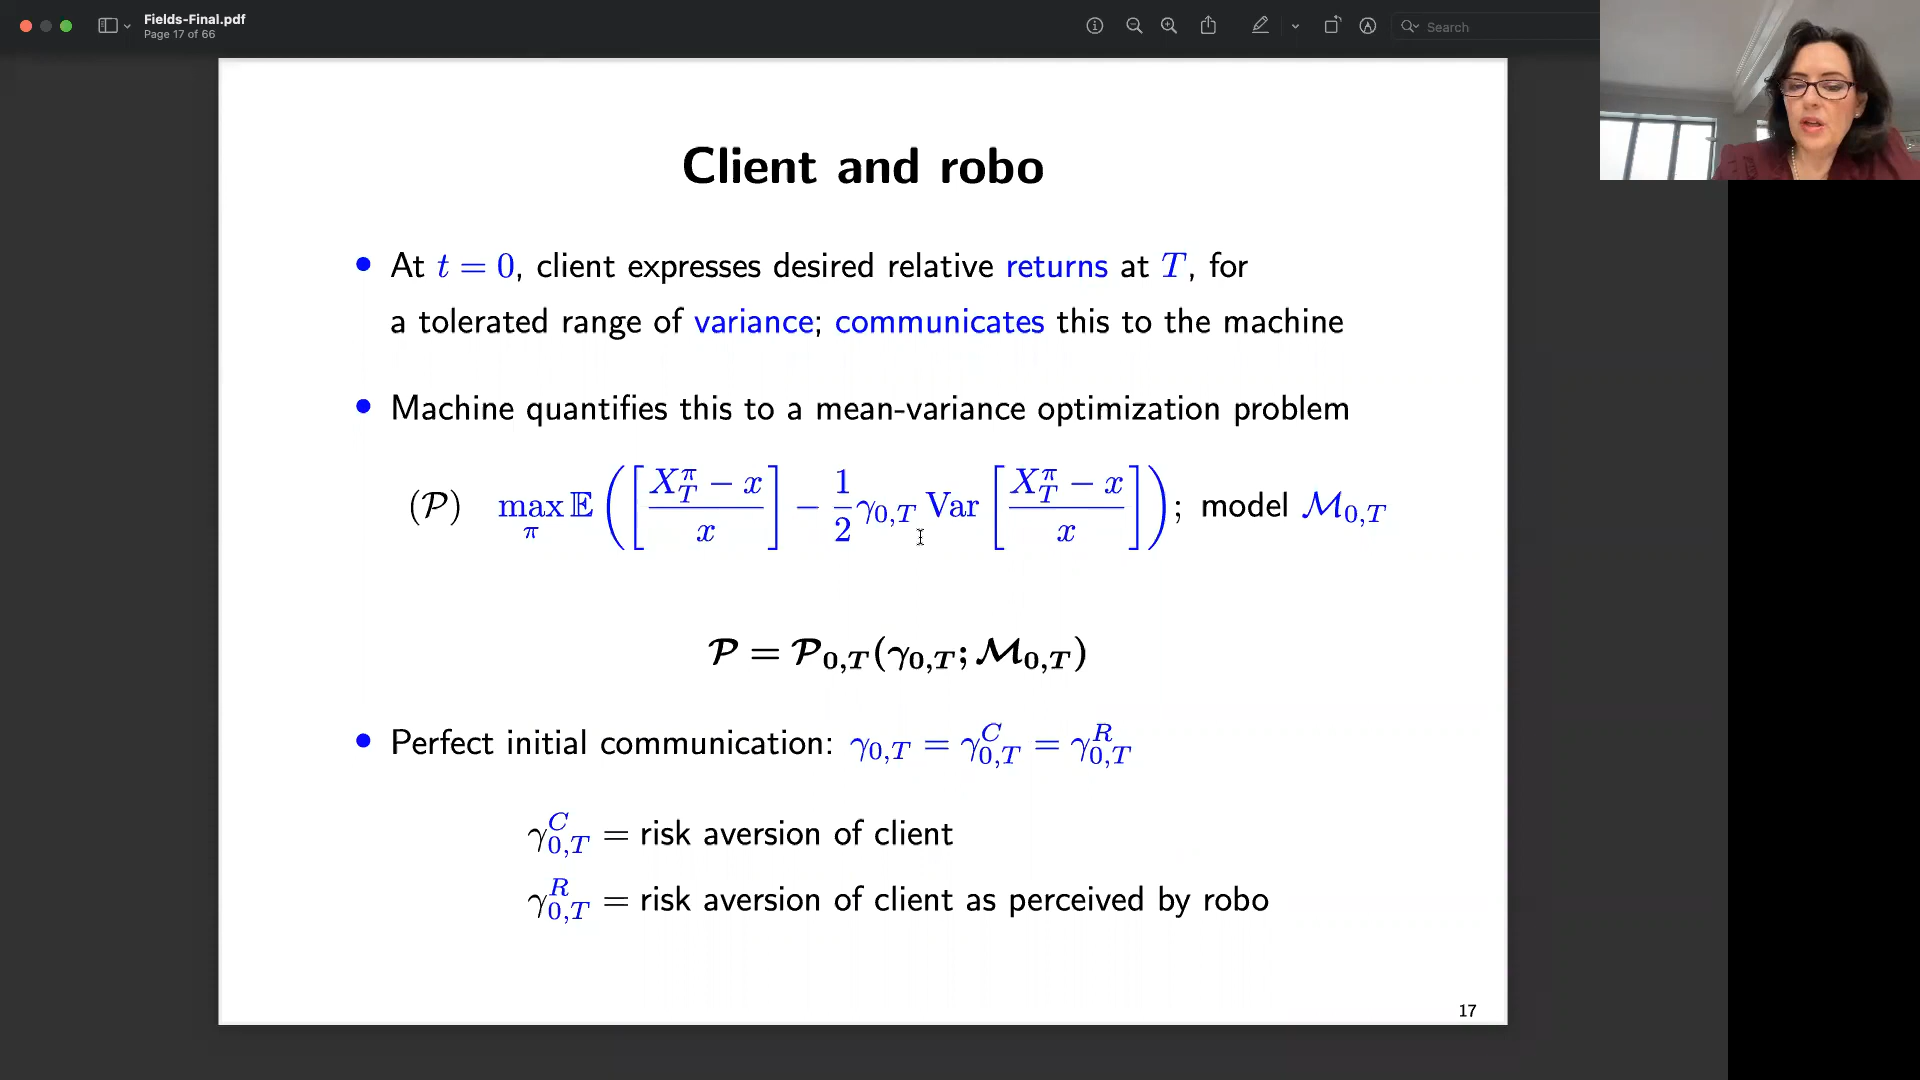 Fields-Final.pdf
Page 17 of 66
Search
Client and robo
• At t = 0, client expresses desired relative returns at T, for
a tolerated range of variance; communicates this to the machine
• Machine quantifies this to a mean-variance optimization problem
(𝒫) max_π 𝔼 ( [ (X_T^π − x) / x ] − 1/2 γ_{0,T} Var [ (X_T^π − x) / x ] ) ; model ℳ_{0,T}
𝒫 = 𝒫_{0,T}(γ_{0,T}; ℳ_{0,T})
• Perfect initial communication: γ_{0,T} = γ_{0,T}^C = γ_{0,T}^R
γ_{0,T}^C = risk aversion of client
γ_{0,T}^R = risk aversion of client as perceived by robo
17